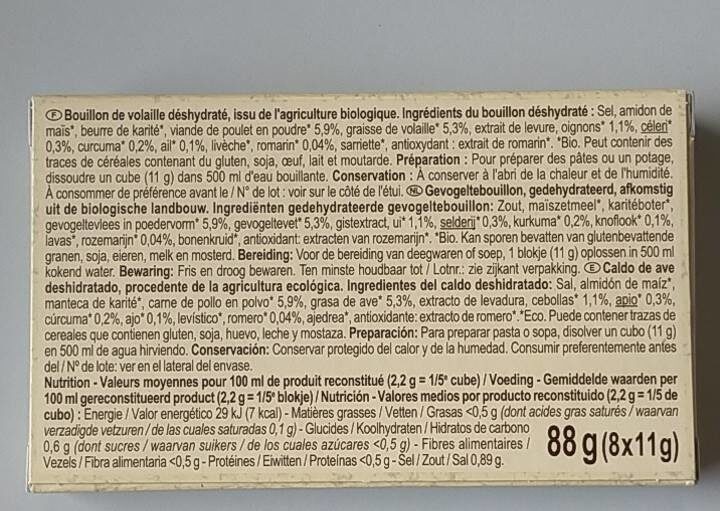 Ⓕ Bouillon de volaille déshydraté, issu de l'agriculture biologique. Ingrédients du bouillon déshydraté : Sel, amidon de
maïs*, beurre de karité*, viande de poulet en poudre* 5,9%, graisse de volaille* 5,3%, extrait de levure, oignons* 1,1%, céleri*
0,3%, curcuma* 0,2%, ail* 0,1%, livèche*, romarin* 0,04%, sarriette*, antioxydant : extrait de romarin*. *Bio. Peut contenir des
traces de céréales contenant du gluten, soja, œuf, lait et moutarde. Préparation : Pour préparer des pâtes ou un potage,
dissoudre un cube (11 g) dans 500 ml d'eau bouillante. Conservation : À conserver à l'abri de la chaleur et de l'humidité.
À consommer de préférence avant le / N° de lot : voir sur le côté de l'étui. NL Gevogeltebouillon, gedehydrateerd, afkomstig
uit de biologische landbouw. Ingrediënten gedehydrateerde gevogeltebouillon: Zout, maïszetmeel*, karitéboter*,
gevogeltevlees in poedervorm* 5,9%, gevogeltevet* 5,3%, gistextract, ui* 1,1%, selderij* 0,3%, kurkuma* 0,2%, knoflook* 0,1%,
lavas*, rozemarijn* 0,04%, bonenkruid*, antioxidant: extracten van rozemarijn*. *Bio. Kan sporen bevatten van glutenbevattende
granen, soja, eieren, melk en mosterd. Bereiding: Voor de bereiding van deegwaren of soep, 1 blokje (11 g) oplossen in 500 ml
kokend water. Bewaring: Fris en droog bewaren. Ten minste houdbaar tot / Lotnr.: zie zijkant verpakking. Ⓔ Caldo de ave
deshidratado, procedente de la agricultura ecológica. Ingredientes del caldo deshidratado: Sal, almidón de maíz*,
manteca de karité*, carne de pollo en polvo* 5,9%, grasa de ave* 5,3%, extracto de levadura, cebollas* 1,1%, apio* 0,3%,
cúrcuma* 0,2%, ajo* 0,1%, levístico*, romero* 0,04%, ajedrea*, antioxidante: extracto de romero*.*Eco. Puede contener trazas de
cereales que contienen gluten, soja, huevo, leche y mostaza. Preparación: Para preparar pasta o sopa, disolver un cubo (11 g)
en 500 ml de agua hirviendo. Conservación: Conservar protegido del calor y de la humedad. Consumir preferentemente antes
del / N° de lote: ver en el lateral del envase.
Nutrition - Valeurs moyennes pour 100 ml de produit reconstitué (2,2 g = 1/5e cube) / Voeding - Gemiddelde waarden per
100 ml gereconstitueerd product (2,2 g = 1/5e blokje) / Nutrición - Valores medios por producto reconstituido (2,2 g = 1/5 de
cubo) : Energie / Valor energético 29 kJ (7 kcal) - Matières grasses / Vetten / Grasas <0,5 g (dont acides gras saturés / waarvan
verzadigde vetzuren / de las cuales saturadas 0,1 g) - Glucides / Koolhydraten / Hidratos de carbono
0,6 g (dont sucres / waarvan suikers / de los cuales azúcares <0,5 g) - Fibres alimentaires /
Vezels / Fibra alimentaria <0,5 g - Protéines / Eiwitten / Proteínas <0,5 g - Sel / Zout / Sal 0,89 g.
88 g (8x11g)